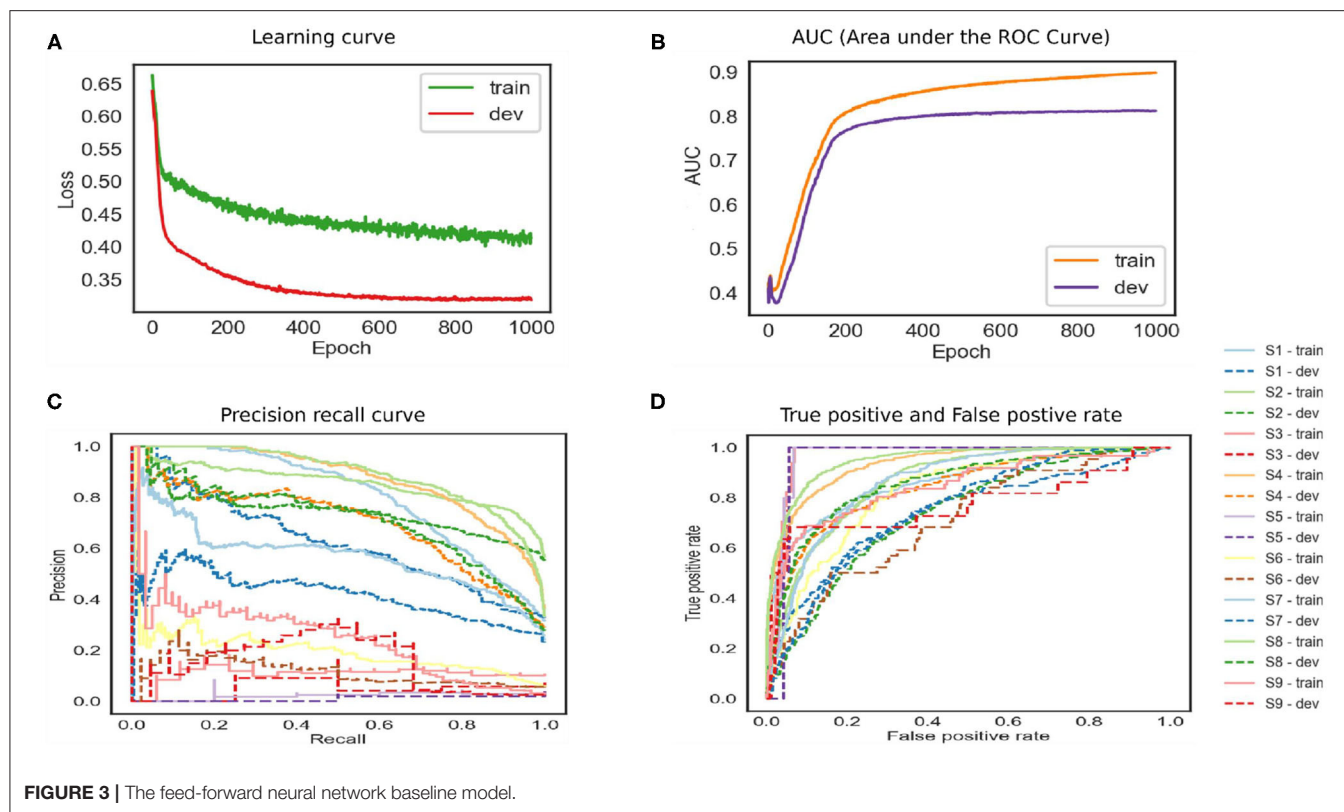 A
Learning curve
0.65
0.60
0.55
0.50
0.45
0.40
0.35
Loss
train
dev
0 200 400 600 800 1000
Epoch
B
AUC (Area under the ROC Curve)
0.9
0.8
0.7
0.6
0.5
0.4
AUC
train
dev
0 200 400 600 800 1000
Epoch
C
Precision recall curve
1.0
0.8
0.6
0.4
0.2
0.0
Precision
0.0 0.2 0.4 0.6 0.8 1.0
Recall
D
True positive and False postive rate
1.0
0.8
0.6
0.4
0.2
0.0
True positive rate
0.0 0.2 0.4 0.6 0.8 1.0
False positive rate
S1 - train
S1 - dev
S2 - train
S2 - dev
S3 - train
S3 - dev
S4 - train
S4 - dev
S5 - train
S5 - dev
S6 - train
S6 - dev
S7 - train
S7 - dev
S8 - train
S8 - dev
S9 - train
S9 - dev
FIGURE 3 | The feed-forward neural network baseline model.